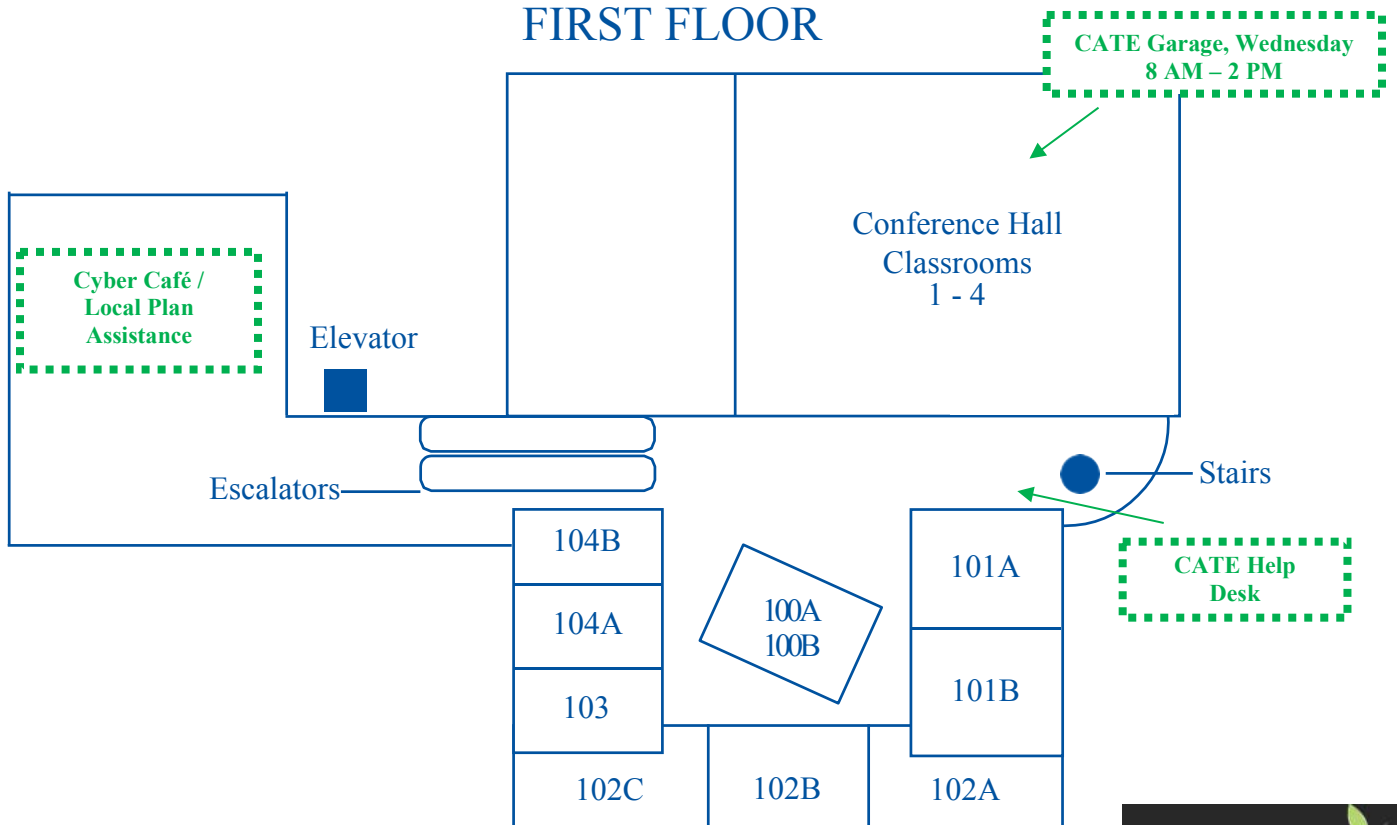 FIRST FLOOR
CATE Garage, Wednesday
8 AM – 2 PM
Conference Hall
Classrooms
1 - 4
Cyber Café /
Local Plan
Assistance
Elevator
Escalators
Stairs
104B
101A
CATE Help
Desk
100A
100B
104A
101B
103
102C
102B
102A